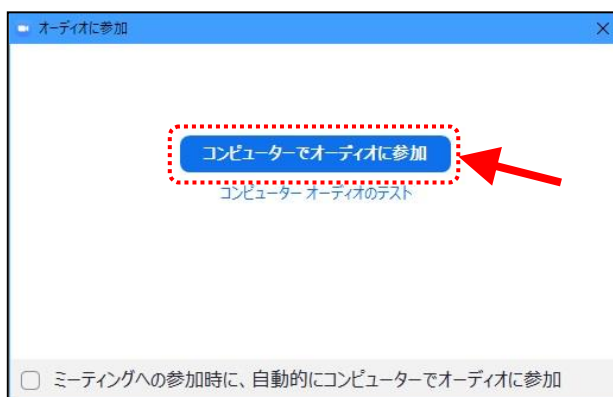 オーディオに参加
コンピューターでオーディオに参加
コンピューター オーディオのテスト
ミーティングへの参加時に、自動的にコンピューターでオーディオに参加